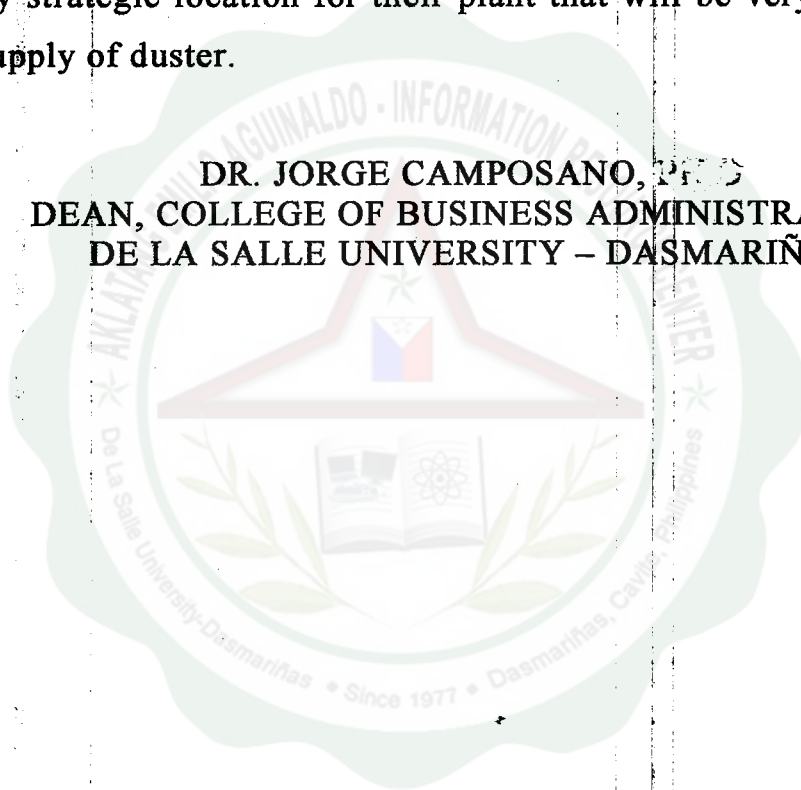 y strategic location for their plant that will be very
upply of duster.
DR. JORGE CAMPOSANO,
DEAN, COLLEGE OF BUSINESS ADMINISTRA
DE LA SALLE UNIVERSITY – DASMARIÑ
AKLATANG EMILIO AGUINALDO - INFORMATION RESOURCE CENTER
De La Salle University-Dasmariñas • Since 1977 • Dasmariñas, Cavite, Philippines